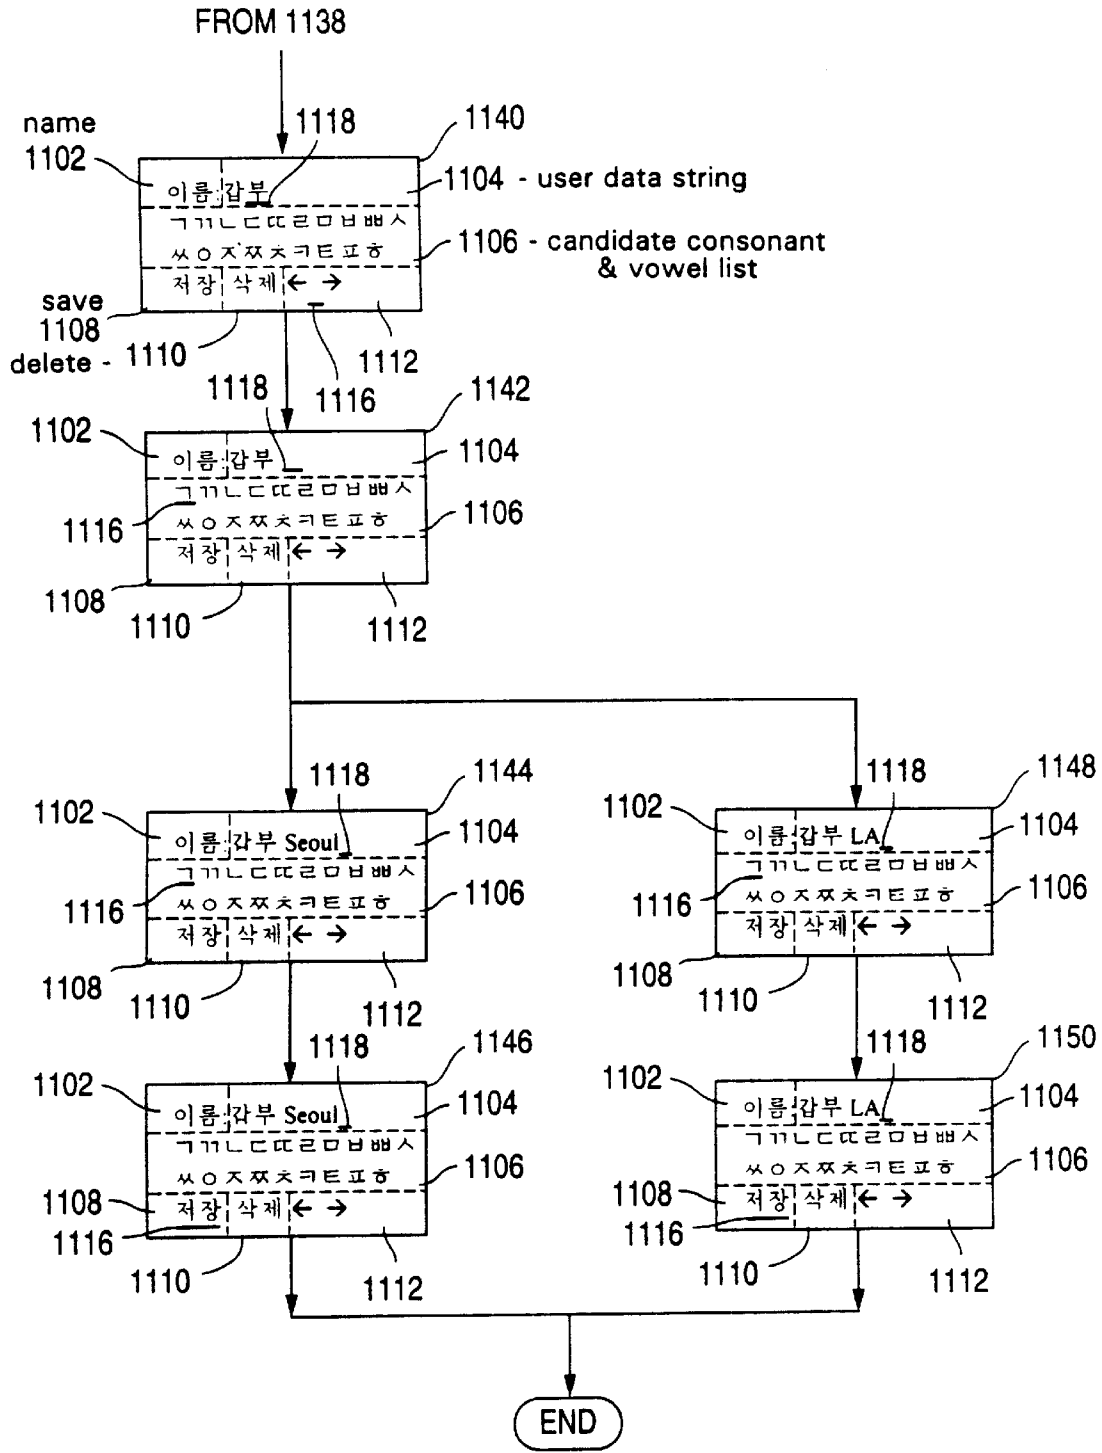 FROM 1138
1118
1140
name
1102
이름:갑부
1104 - user data string
ㄱㄲㄴㄷㄸㄹㅁㅂㅃㅅ
ㅆㅇㅈㅉㅊㅋㅌㅍㅎ
1106 - candidate consonant
& vowel list
저장 삭제 ← →
save
1108
delete - 1110
1112
1116
1118
1142
1102
이름:갑부
1104
ㄱㄲㄴㄷㄸㄹㅁㅂㅃㅅ
1116
ㅆㅇㅈㅉㅊㅋㅌㅍㅎ
1106
저장 삭제 ← →
1108
1110
1112
1118
1144
1102
이름:갑부 Seoul
1104
ㄱㄲㄴㄷㄸㄹㅁㅂㅃㅅ
1116
ㅆㅇㅈㅉㅊㅋㅌㅍㅎ
1106
저장 삭제 ← →
1108
1110
1112
1118
1148
1102
이름:갑부 LA
1104
ㄱㄲㄴㄷㄸㄹㅁㅂㅃㅅ
1116
ㅆㅇㅈㅉㅊㅋㅌㅍㅎ
1106
저장 삭제 ← →
1108
1110
1112
1118
1146
1102
이름:갑부 Seoul
1104
ㄱㄲㄴㄷㄸㄹㅁㅂㅃㅅ
ㅆㅇㅈㅉㅊㅋㅌㅍㅎ
1106
1108
저장 삭제 ← →
1116
1110
1112
1118
1150
1102
이름:갑부 LA
1104
ㄱㄲㄴㄷㄸㄹㅁㅂㅃㅅ
ㅆㅇㅈㅉㅊㅋㅌㅍㅎ
1106
1108
저장 삭제 ← →
1116
1110
1112
END